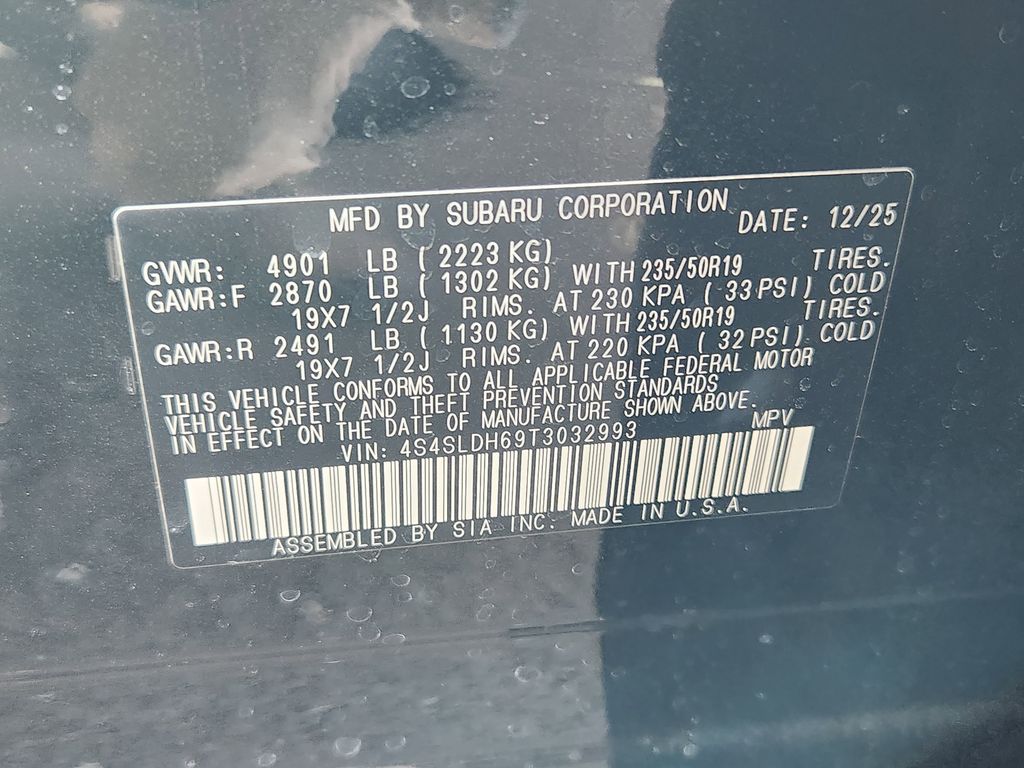 MFD BY SUBARU CORPORATION DATE: 12/25
GVWR: 4901 LB ( 2223 KG)
GAWR:F 2870 LB ( 1302 KG) WITH 235/50R19 TIRES.
19X7 1/2J RIMS. AT 230 KPA ( 33 PSI) COLD
GAWR:R 2491 LB ( 1130 KG) WITH 235/50R19 TIRES.
19X7 1/2J RIMS. AT 220 KPA ( 32 PSI) COLD
THIS VEHICLE CONFORMS TO ALL APPLICABLE FEDERAL MOTOR
VEHICLE SAFETY AND THEFT PREVENTION STANDARDS
IN EFFECT ON THE DATE OF MANUFACTURE SHOWN ABOVE.
VIN: 4S4SLDH69T3032993 MPV
ASSEMBLED BY SIA INC. MADE IN U.S.A.